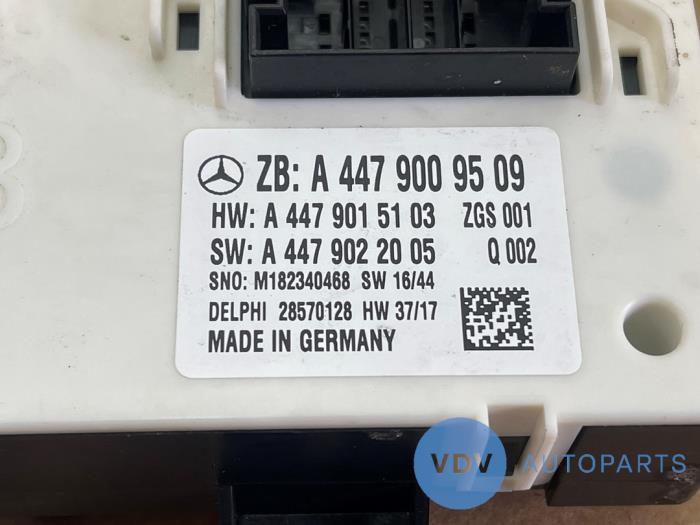 ZB: A 447 900 95 09
HW: A 447 901 51 03 ZGS 001
SW: A 447 902 20 05 Q 002
SNO: M182340468 SW 16/44
DELPHI 28570128 HW 37/17
MADE IN GERMANY
VDV AUTOPARTS